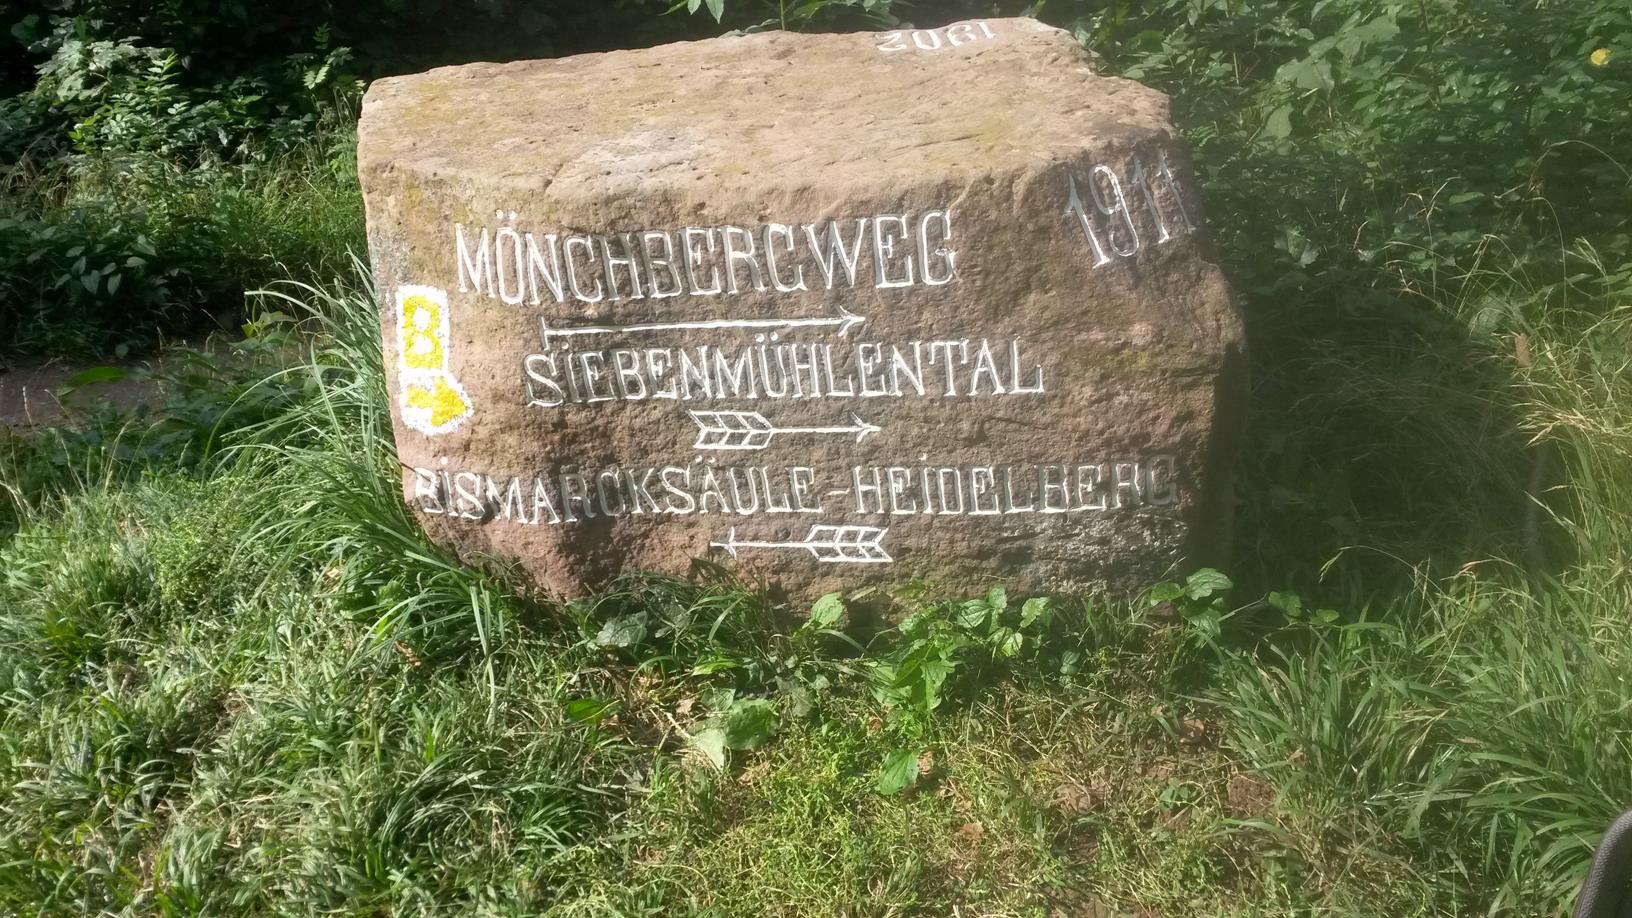 1902
1911
MÖNCHBERGWEG
B
SIEBENMÜHLENTAL
BISMARCKSÄULE-HEIDELBERG